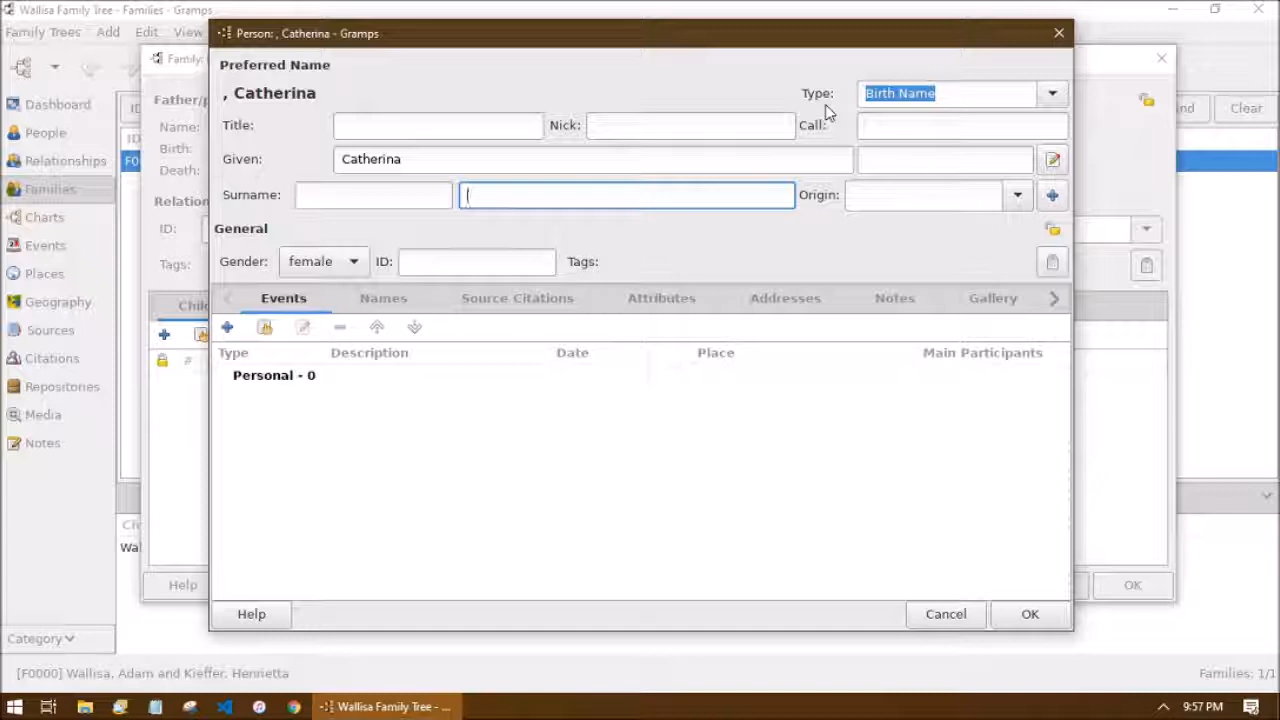 Wallisa Family Tree - Families - Gramps
Family Trees Add Edit View
Dashboard
People
Relationships
Families
Charts
Events
Places
Geography
Sources
Citations
Repositories
Media
Notes
Category
Family:
Father/p
Name:
Birth:
Death:
Relation
ID:
Tags:
Child
#
Help
OK
Clear
F0
Wal
Person: , Catherina - Gramps
Preferred Name
, Catherina
Type: Birth Name
Title: Nick: Call:
Given: Catherina
Surname: Origin:
General
Gender: female ID: Tags:
Events Names Source Citations Attributes Addresses Notes Gallery
Type Description Date Place Main Participants
Personal - 0
Help Cancel OK
[F0000] Wallisa, Adam and Kieffer, Henrietta
Families: 1/1
Wallisa Family Tree - ...
9:57 PM